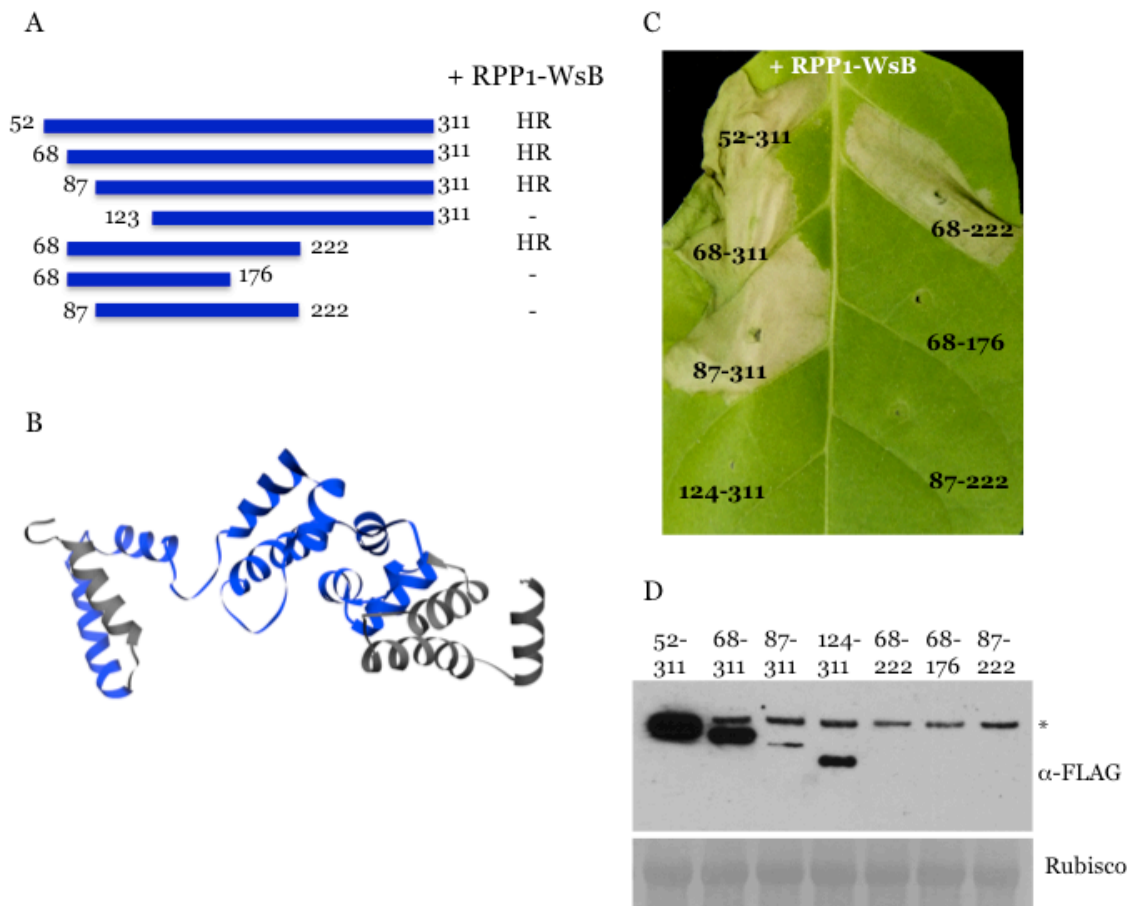 A
+ RPP1-WsB
52 311 HR
68 311 HR
87 311 HR
123 311 -
68 222 HR
68 176 -
87 222 -
B
C
+ RPP1-WsB
52-311
68-222
68-311
68-176
87-311
87-222
124-311
D
52- 68- 87- 124- 68- 68- 87-
311 311 311 311 222 176 222
*
α-FLAG
Rubisco